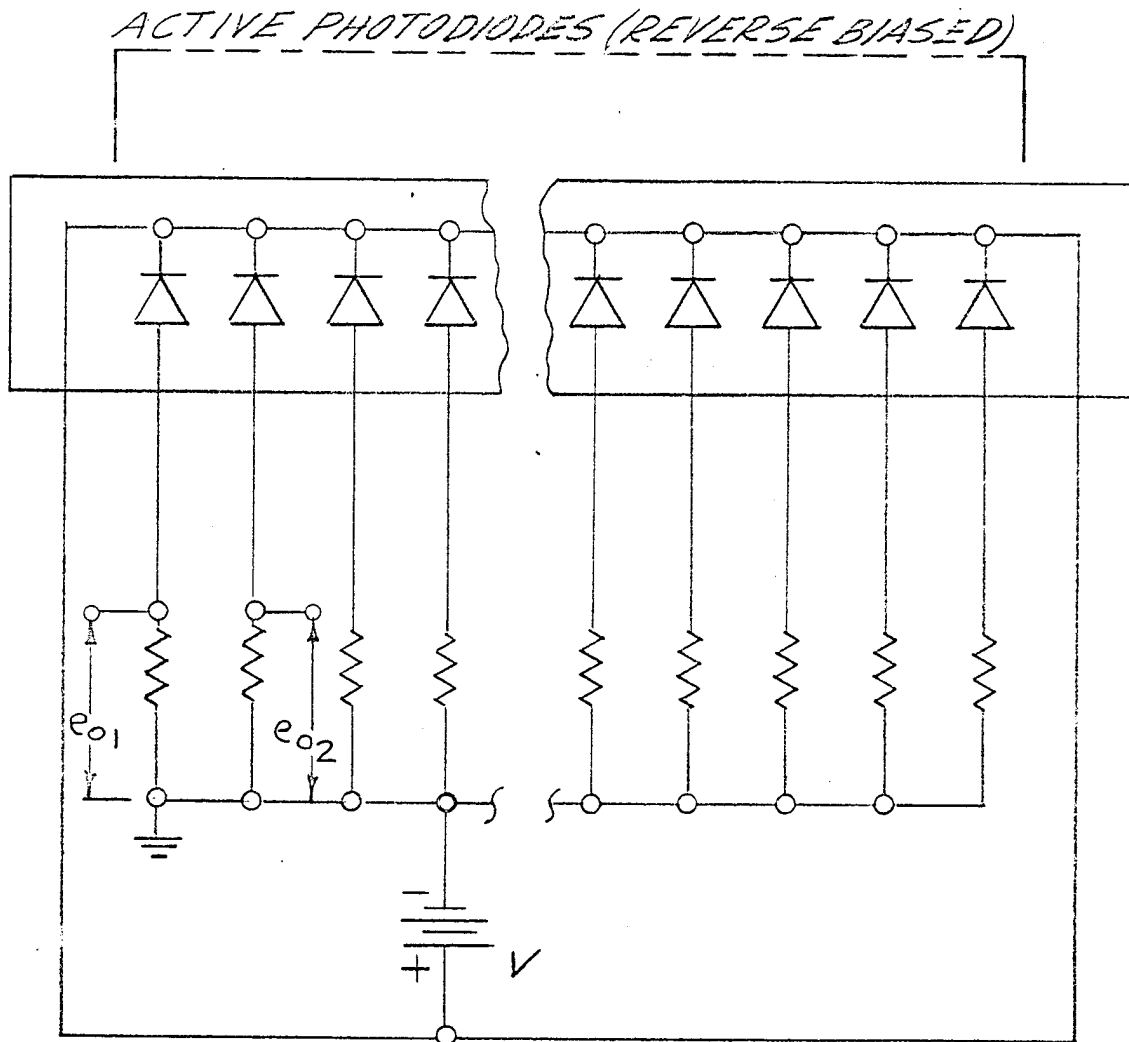 ACTIVE PHOTODIODES (REVERSE BIASED)
eo1
eo2
-
+ V